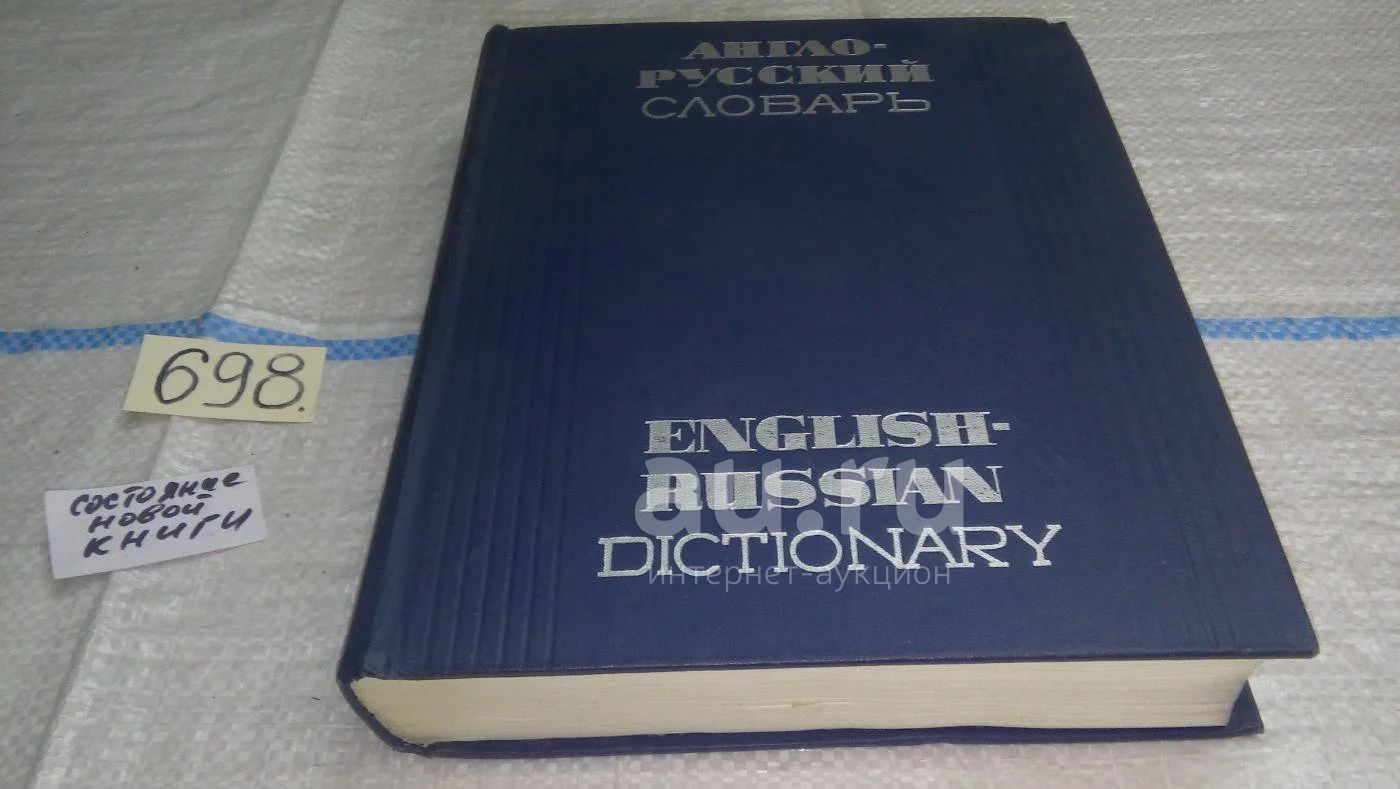 АНГЛО-
РУССКИЙ
СЛОВАРЬ
698.
СОСТОЯНИЕ
НОВОЙ
КНИГИ
ENGLISH-
RUSSIAN
DICTIONARY
au.ru
интернет-аукцион